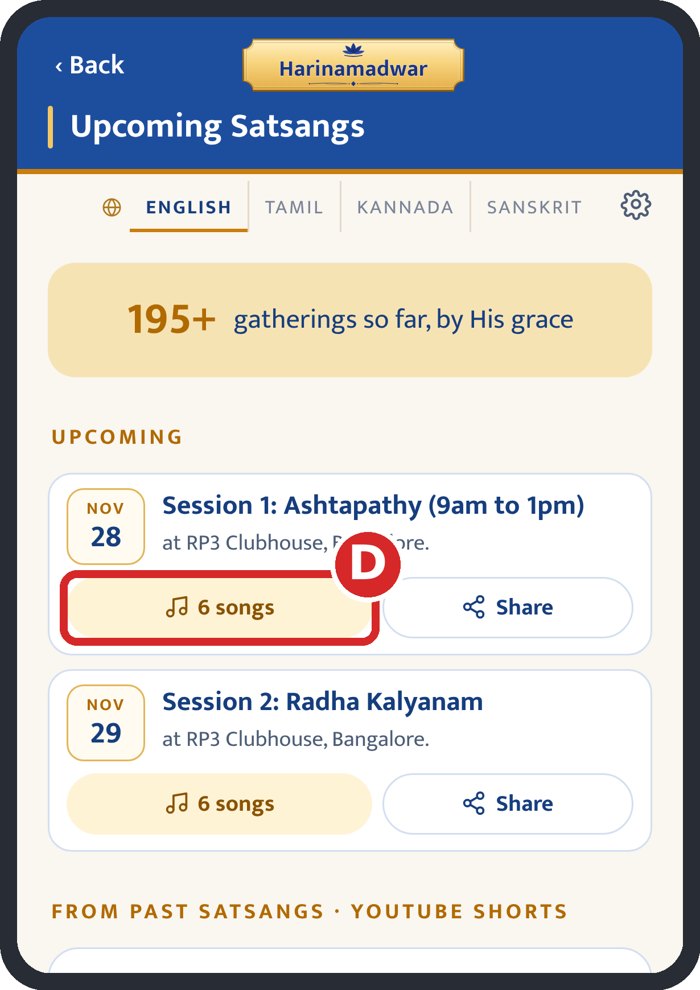 ‹ Back
Harinamadwar
Upcoming Satsangs
ENGLISH TAMIL KANNADA SANSKRIT
195+ gatherings so far, by His grace
UPCOMING
NOV
28
Session 1: Ashtapathy (9am to 1pm)
at RP3 Clubhouse,
D
6 songs
Share
NOV
29
Session 2: Radha Kalyanam
at RP3 Clubhouse, Bangalore.
6 songs
Share
FROM PAST SATSANGS · YOUTUBE SHORTS